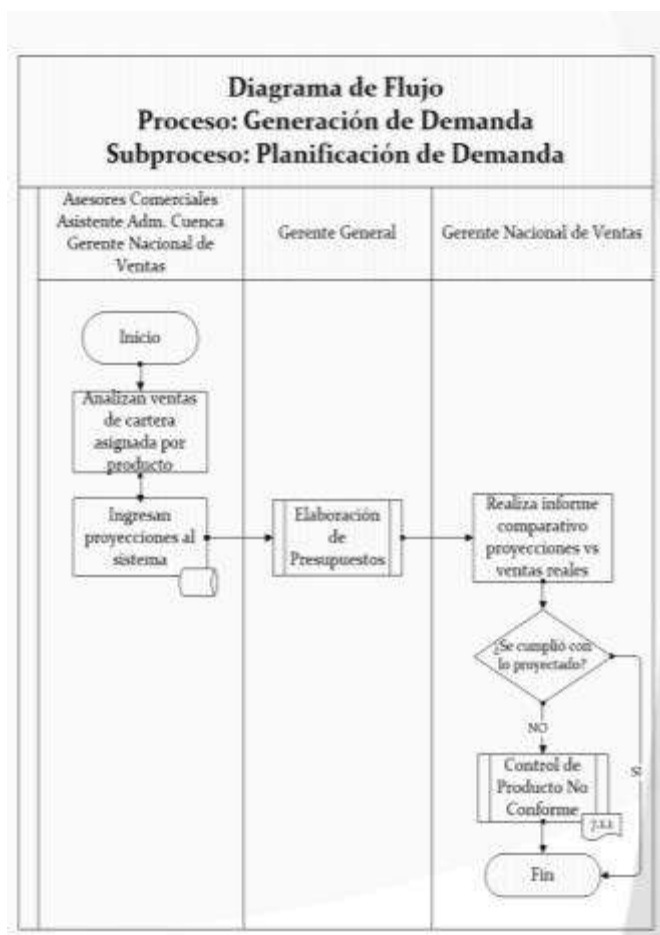 Diagrama de Flujo
Proceso: Generación de Demanda
Subproceso: Planificación de Demanda
Asesores Comerciales
Asistente Adm. Cuenca
Gerente Nacional de
Ventas
Gerente General
Gerente Nacional de Ventas
Inicio
Analizan ventas
de cartera
asignada por
producto
Ingresan
proyecciones al
sistema
Elaboración
de
Presupuestos
Realiza informe
comparativo
proyecciones vs
ventas reales
¿Se cumplió con
lo proyectado?
NO
SI
Control de
Producto No
Conforme
Fin